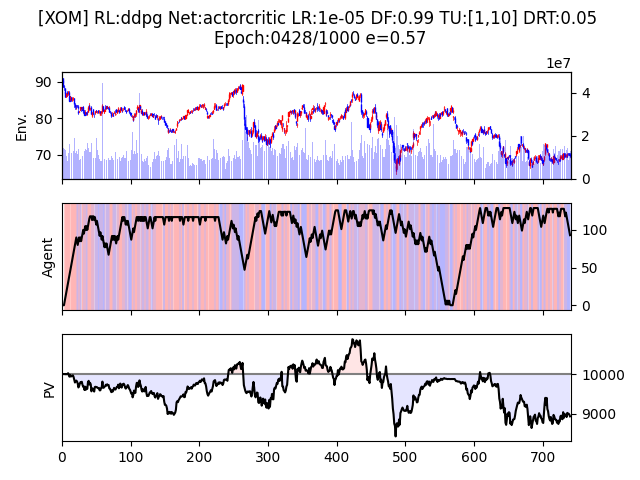 [XOM] RL:ddpg Net:actorcritic LR:1e-05 DF:0.99 TU:[1,10] DRT:0.05
Epoch:0428/1000 e=0.57
1e7
90
80
70
Env.
4
2
0
Agent
100
50
0
PV
10000
9000
0 100 200 300 400 500 600 700